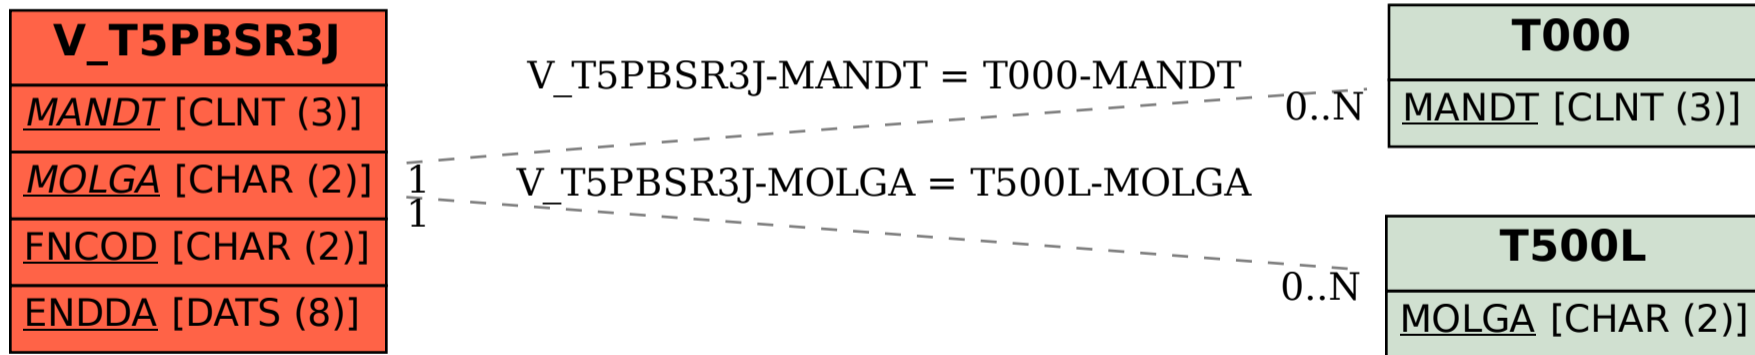 V_T5PBSR3J
MANDT [CLNT (3)]
MOLGA [CHAR (2)]
FNCOD [CHAR (2)]
ENDDA [DATS (8)]
V_T5PBSR3J-MANDT = T000-MANDT
0..N
1
V_T5PBSR3J-MOLGA = T500L-MOLGA
1
0..N
T000
MANDT [CLNT (3)]
T500L
MOLGA [CHAR (2)]